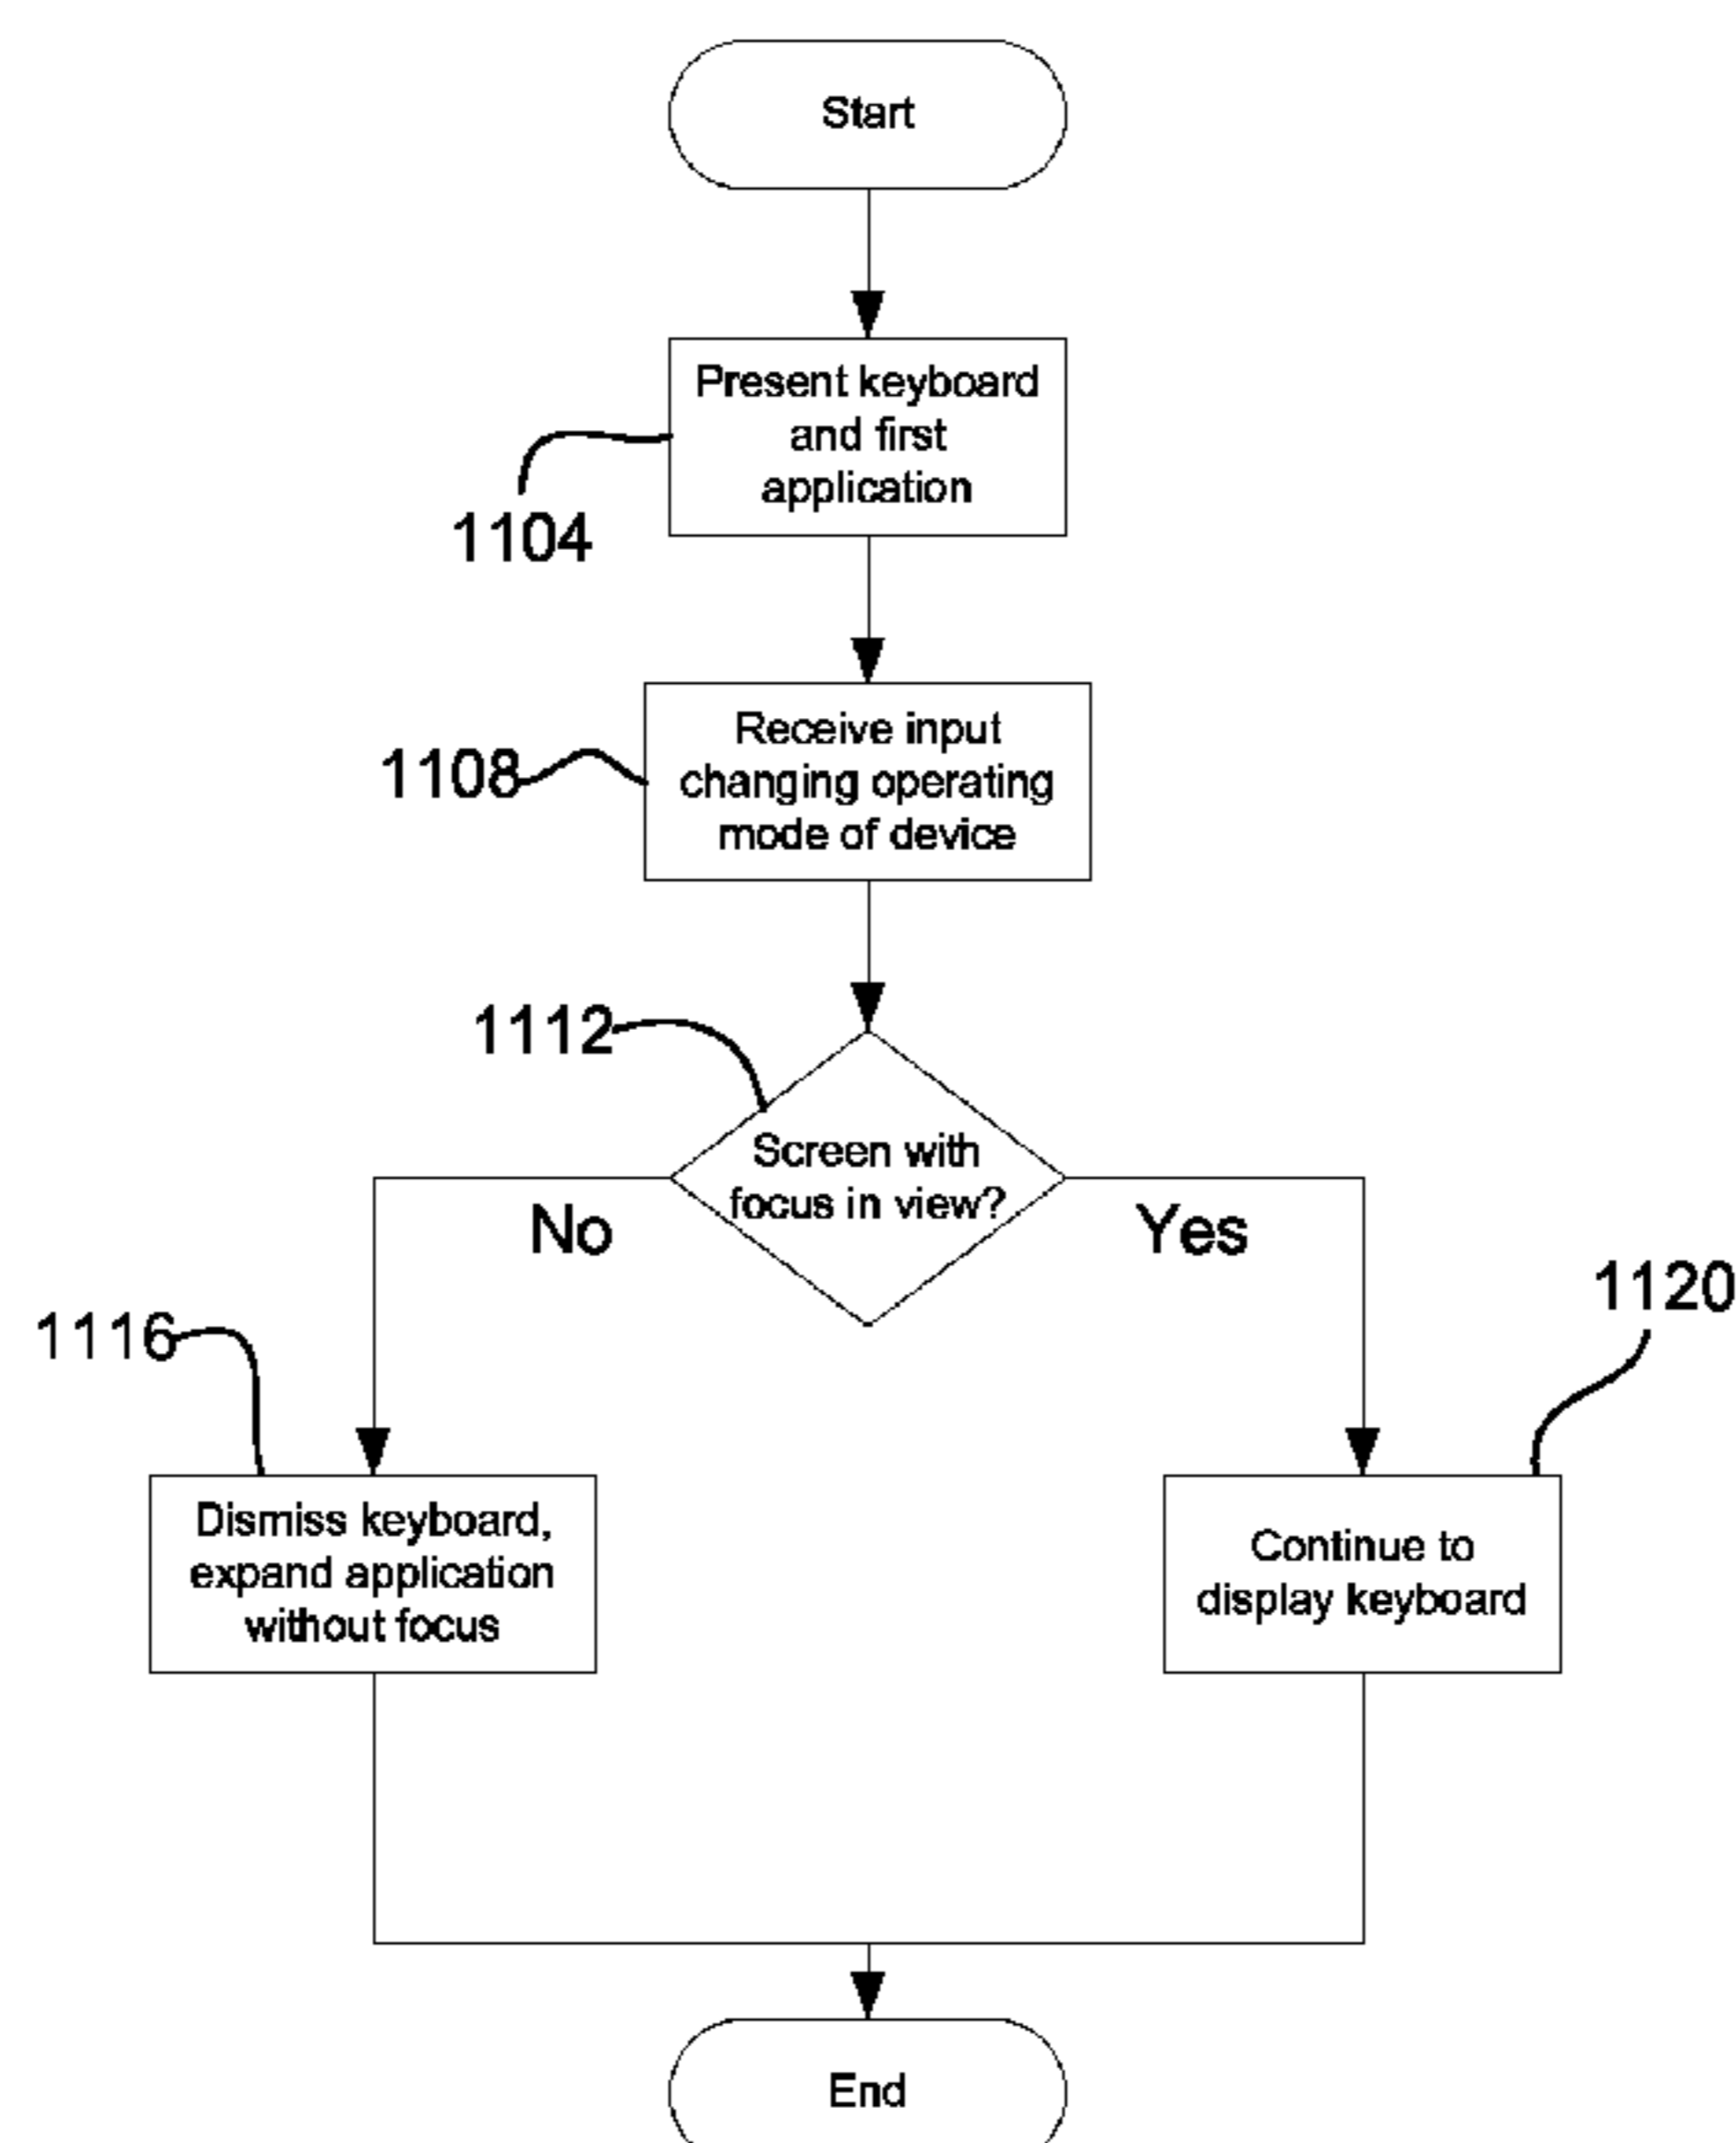 Start
Present keyboard
and first
application
1104
Receive input
changing operating
mode of device
1108
1112
Screen with
focus in view?
No
Yes
1120
1116
Dismiss keyboard,
expand application
without focus
Continue to
display keyboard
End